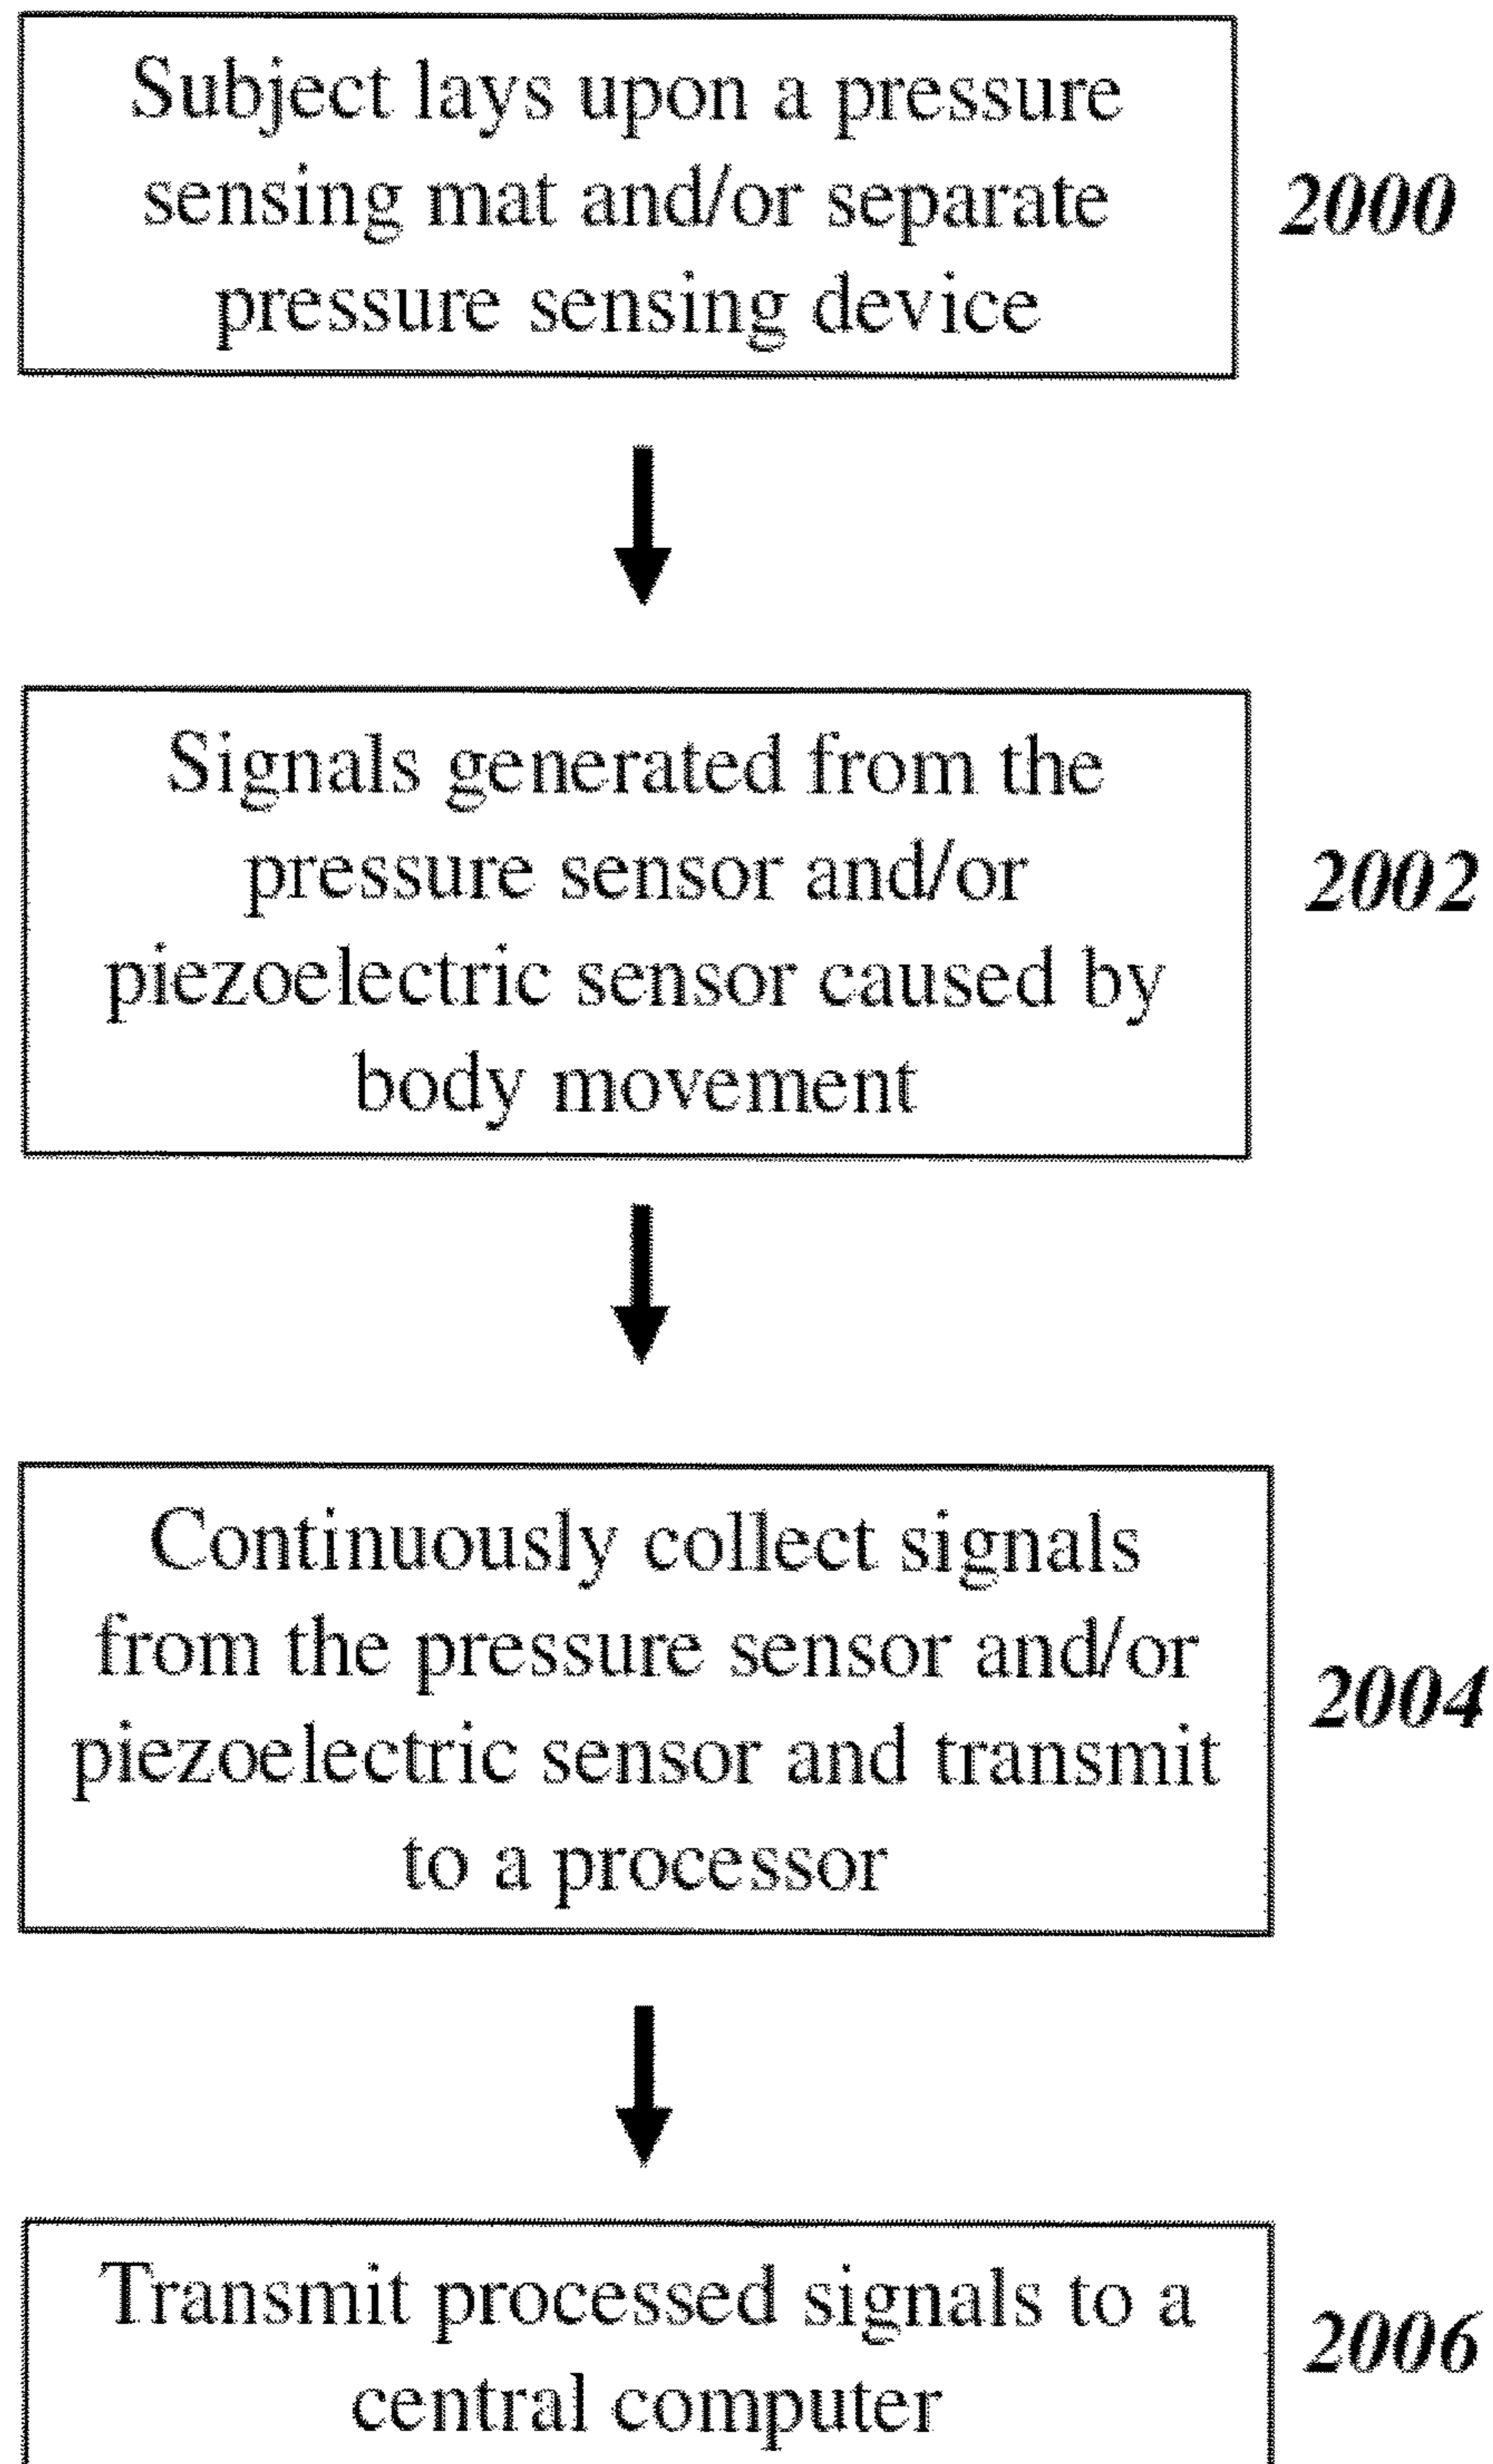 Subject lays upon a pressure
sensing mat and/or separate
pressure sensing device
2000
Signals generated from the
pressure sensor and/or
piezoelectric sensor caused by
body movement
2002
Continuously collect signals
from the pressure sensor and/or
piezoelectric sensor and transmit
to a processor
2004
Transmit processed signals to a
central computer
2006